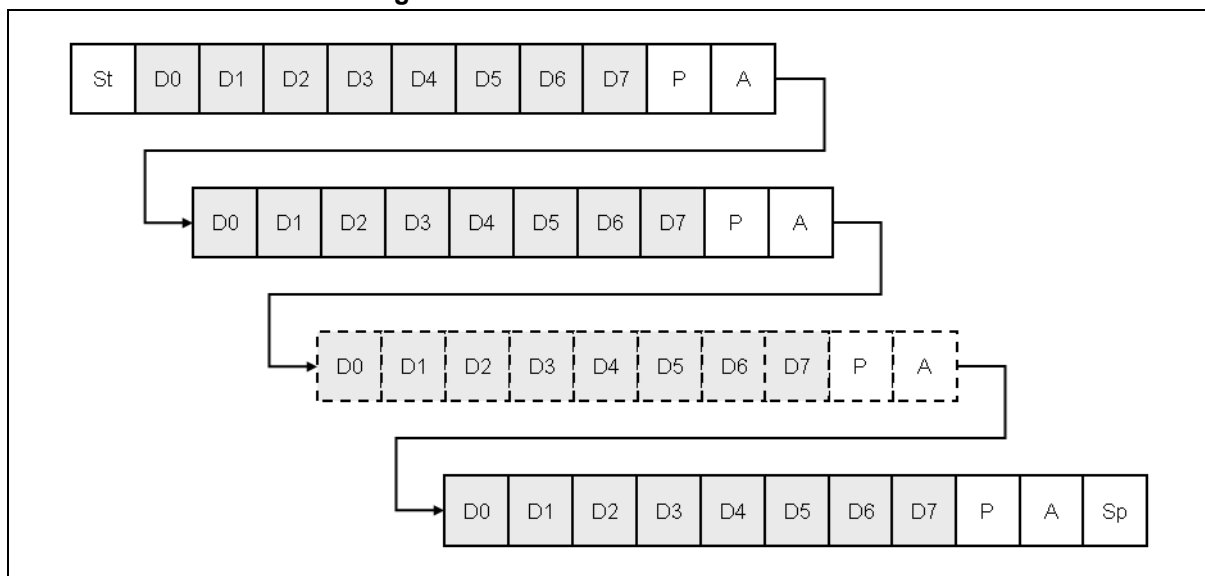 St D0 D1 D2 D3 D4 D5 D6 D7 P A
D0 D1 D2 D3 D4 D5 D6 D7 P A
D0 D1 D2 D3 D4 D5 D6 D7 P A
D0 D1 D2 D3 D4 D5 D6 D7 P A Sp